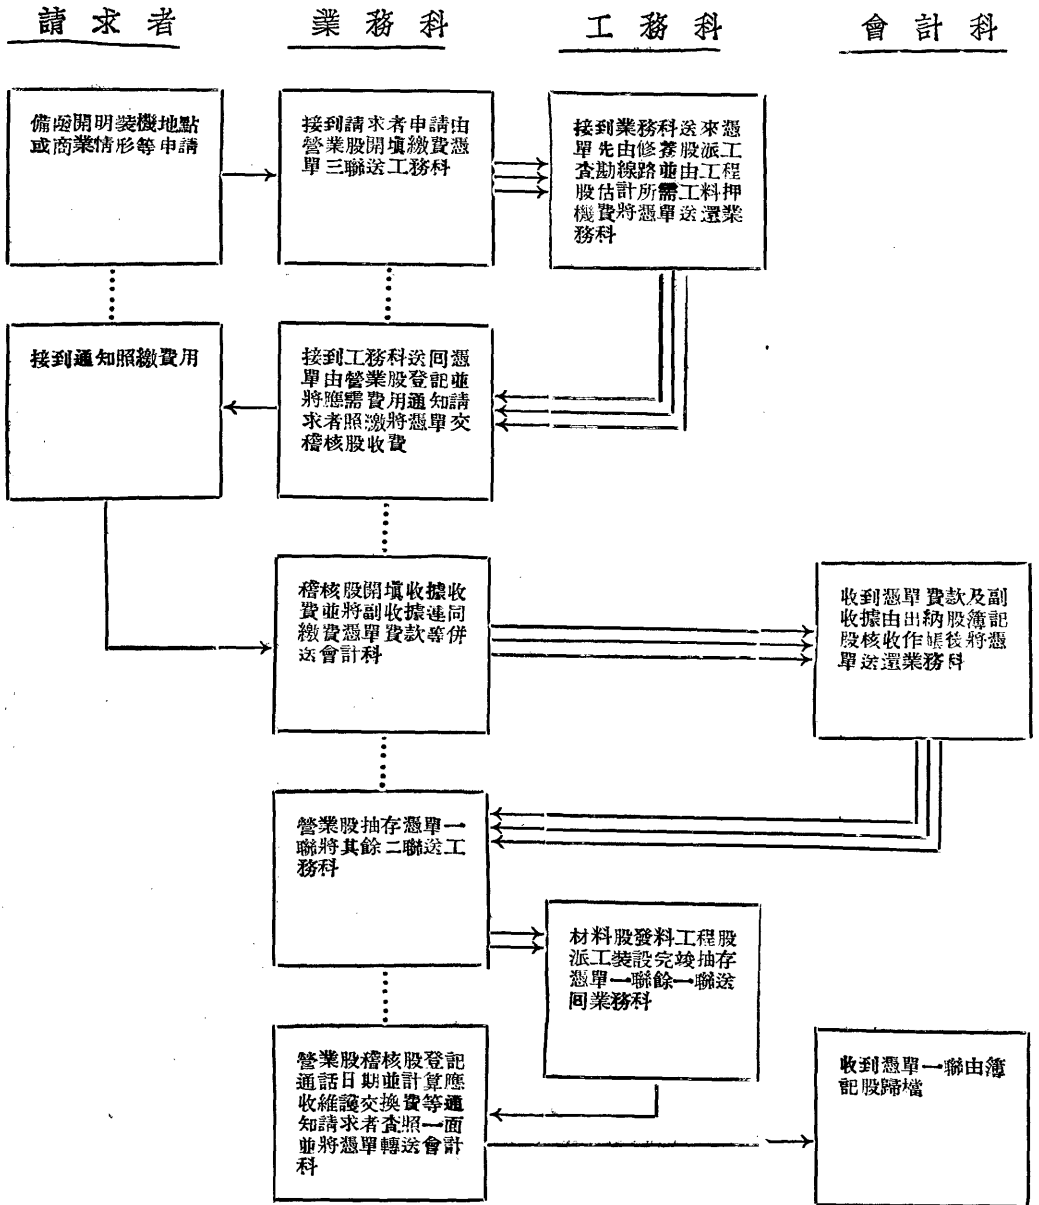 請求者
業務科
工務科
會計科
備函開明裝機地點
或商業情形等申請
接到請求者申請由
營業股開填繳費憑
單三聯送工務科
接到業務科送來憑
單先由修養股派工
查勘線路並由工程
股估計所需工料押
機費將憑單送還業
務科
接到通知照繳費用
接到工務科送回憑
單由營業股登記並
將應需費用通知請
求者照繳將憑單交
稽核股收費
稽核股開填收據收
費並將副收據連同
繳費憑單費款等併
送會計科
收到憑單費款及副
收據由出納股簿記
股核收作賬後將憑
單送還業務科
營業股抽存憑單一
聯將其餘二聯送工
務科
材料股發料工程股
派工裝設完竣抽存
憑單一聯餘一聯送
回業務科
營業股稽核股登記
通話日期並計算應
收維護交換費等通
知請求者查照一面
並將憑單轉送會計
科
收到憑單一聯由簿
記股歸檔